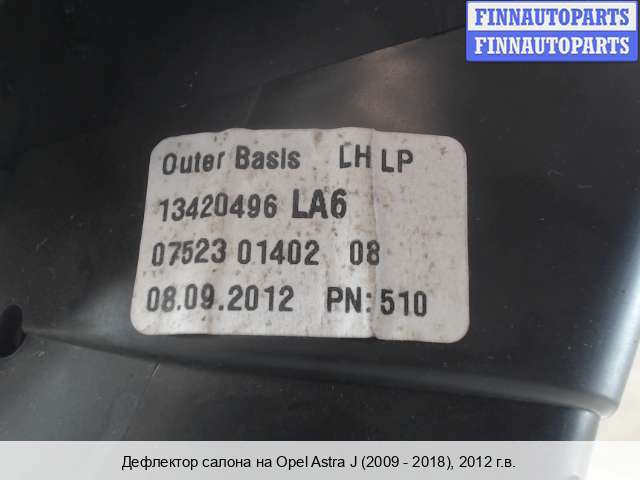 FINNAUTOPARTS
FINNAUTOPARTS
Outer Basis LH LP
13420496 LA6
07523 01402 08
08.09.2012 PN: 510
Дефлектор салона на Opel Astra J (2009 - 2018), 2012 г.в.